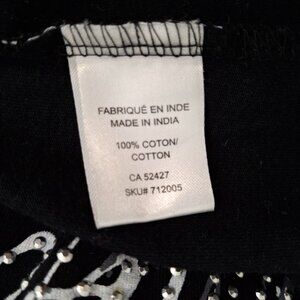 FABRIQUÉ EN INDE
MADE IN INDIA
100% COTON/
COTTON
CA 52427
SKU# 712005